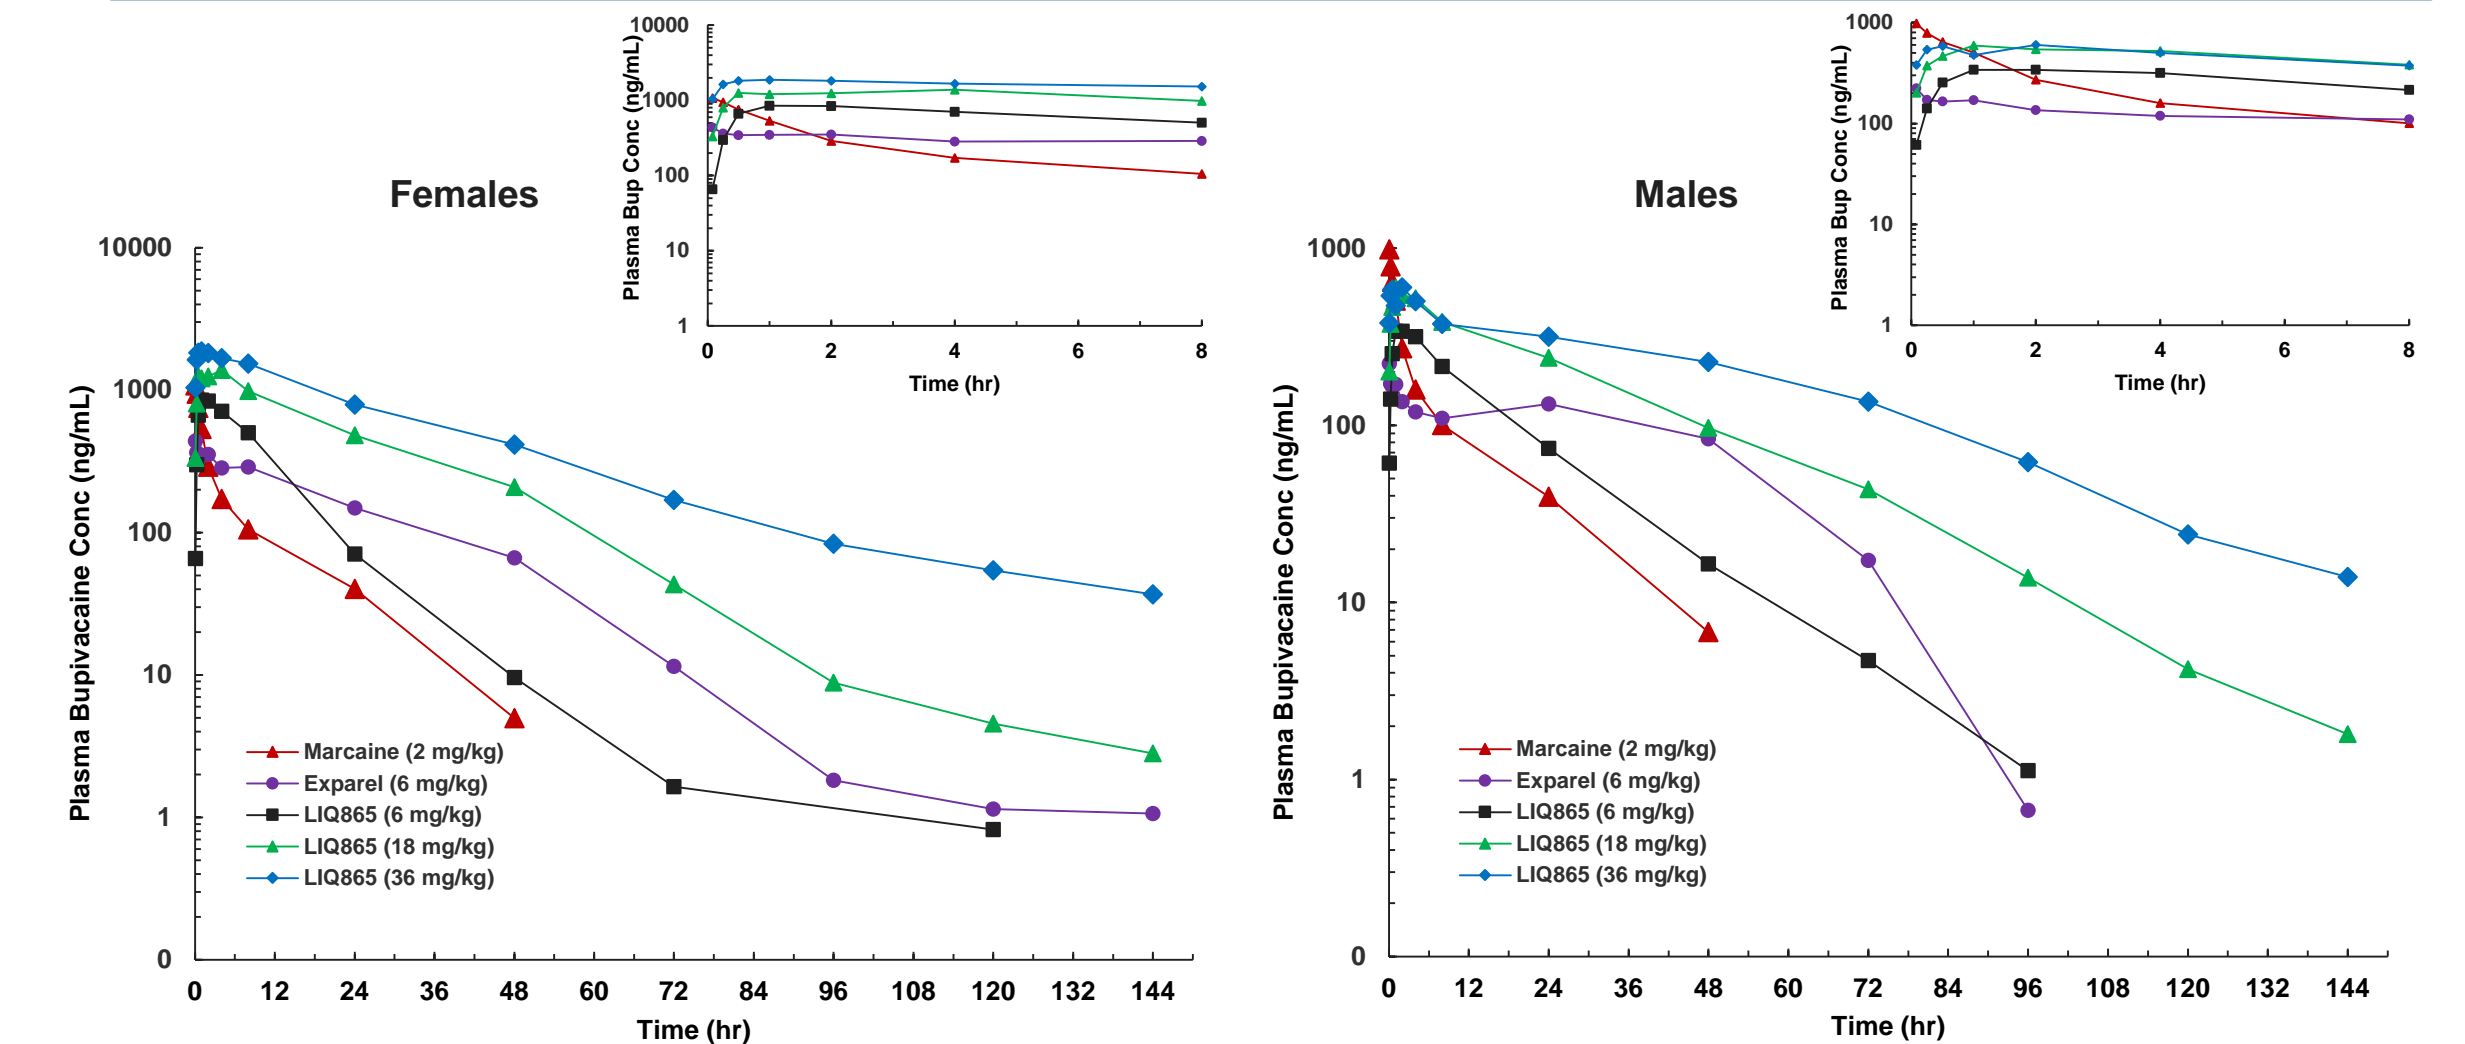 Females
10000
1000
100
10
1
0
Plasma Bupivacaine Conc (ng/mL)
0 12 24 36 48 60 72 84 96 108 120 132 144
Time (hr)
Marcaine (2 mg/kg)
Exparel (6 mg/kg)
LIQ865 (6 mg/kg)
LIQ865 (18 mg/kg)
LIQ865 (36 mg/kg)
10000
1000
100
10
1
Plasma Bup Conc (ng/mL)
0 2 4 6 8
Time (hr)
Males
1000
100
10
1
0
Plasma Bupivacaine Conc (ng/mL)
0 12 24 36 48 60 72 84 96 108 120 132 144
Time (hr)
Marcaine (2 mg/kg)
Exparel (6 mg/kg)
LIQ865 (6 mg/kg)
LIQ865 (18 mg/kg)
LIQ865 (36 mg/kg)
1000
100
10
1
Plasma Bup Conc (ng/mL)
0 2 4 6 8
Time (hr)